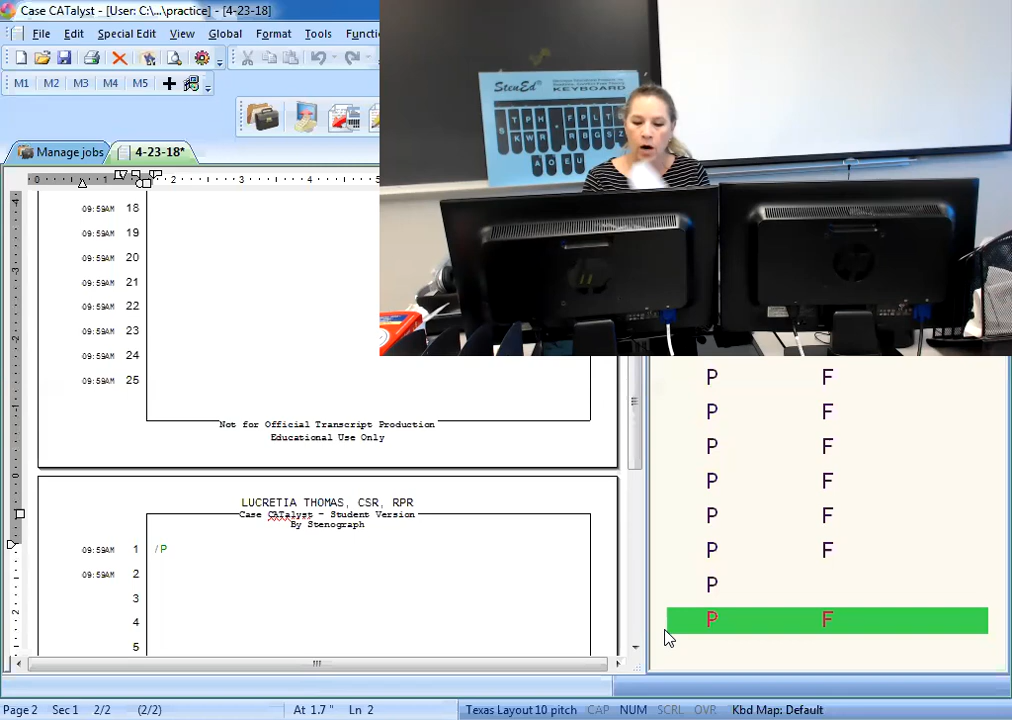 Case CATalyst - [User: C:\...\practice] - [4-23-18]
File Edit Special Edit View Global Format Tools Functi
M1 M2 M3 M4 M5
Manage jobs 4-23-18*
StenEd®
KEYBOARD
S T P H F P L T D
S K W R R B G S Z
A O E U
09:59AM 18
09:59AM 19
09:59AM 20
09:59AM 21
09:59AM 22
09:59AM 23
09:59AM 24
09:59AM 25
Not for Official Transcript Production
Educational Use Only
LUCRETIA THOMAS, CSR, RPR
Case CATalyst - Student Version
By Stenograph
09:59AM 1 /P
09:59AM 2
3
4
5
P F
P F
P F
P F
P F
P F
P
P F
Page 2 Sec 1 2/2 (2/2) At 1.7 " Ln 2 Texas Layout 10 pitch CAP NUM SCRL OVR Kbd Map: Default